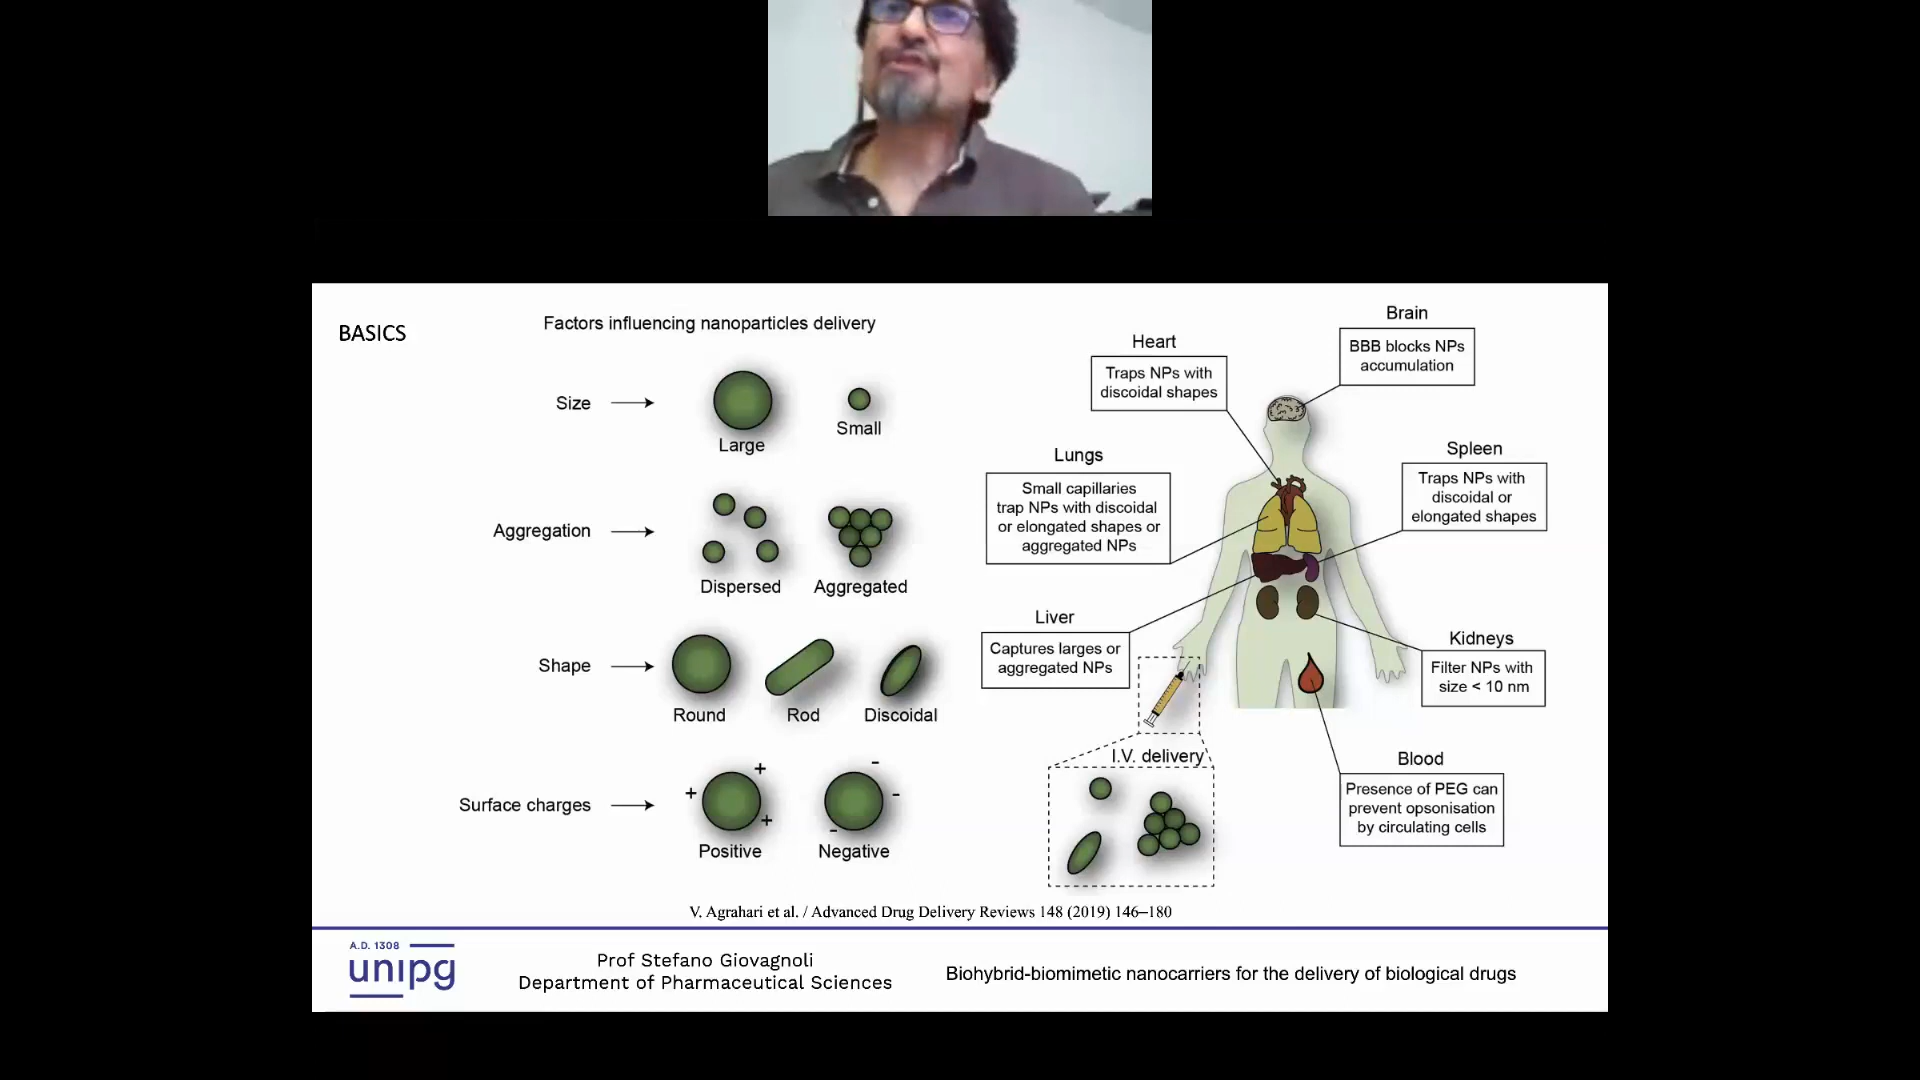 BASICS
Factors influencing nanoparticles delivery
Size
Large
Small
Aggregation
Dispersed
Aggregated
Shape
Round
Rod
Discoidal
Surface charges
+
+
+
Positive
-
-
-
Negative
Brain
BBB blocks NPs
accumulation
Heart
Traps NPs with
discoidal shapes
Lungs
Small capillaries
trap NPs with discoidal
or elongated shapes or
aggregated NPs
Spleen
Traps NPs with
discoidal or
elongated shapes
Liver
Captures larges or
aggregated NPs
Kidneys
Filter NPs with
size < 10 nm
I.V. delivery
Blood
Presence of PEG can
prevent opsonisation
by circulating cells
V. Agrahari et al. / Advanced Drug Delivery Reviews 148 (2019) 146–180
A.D. 1308
unipg
Prof Stefano Giovagnoli
Department of Pharmaceutical Sciences
Biohybrid-biomimetic nanocarriers for the delivery of biological drugs